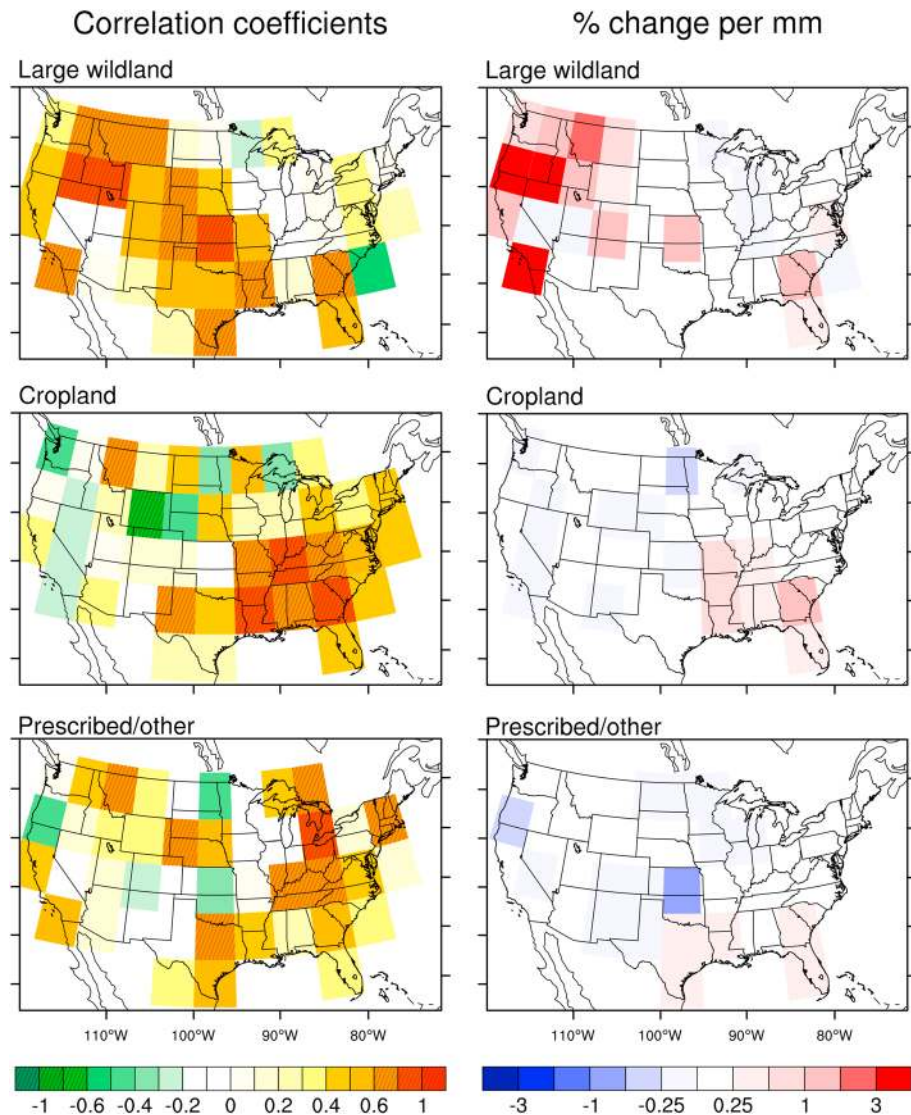 Correlation coefficients % change per mm
Large wildland Large wildland
Cropland Cropland
Prescribed/other Prescribed/other
110°W 100°W 90°W 80°W 110°W 100°W 90°W 80°W
-1 -0.6 -0.4 -0.2 0 0.2 0.4 0.6 1 -3 -1 -0.25 0.25 1 3